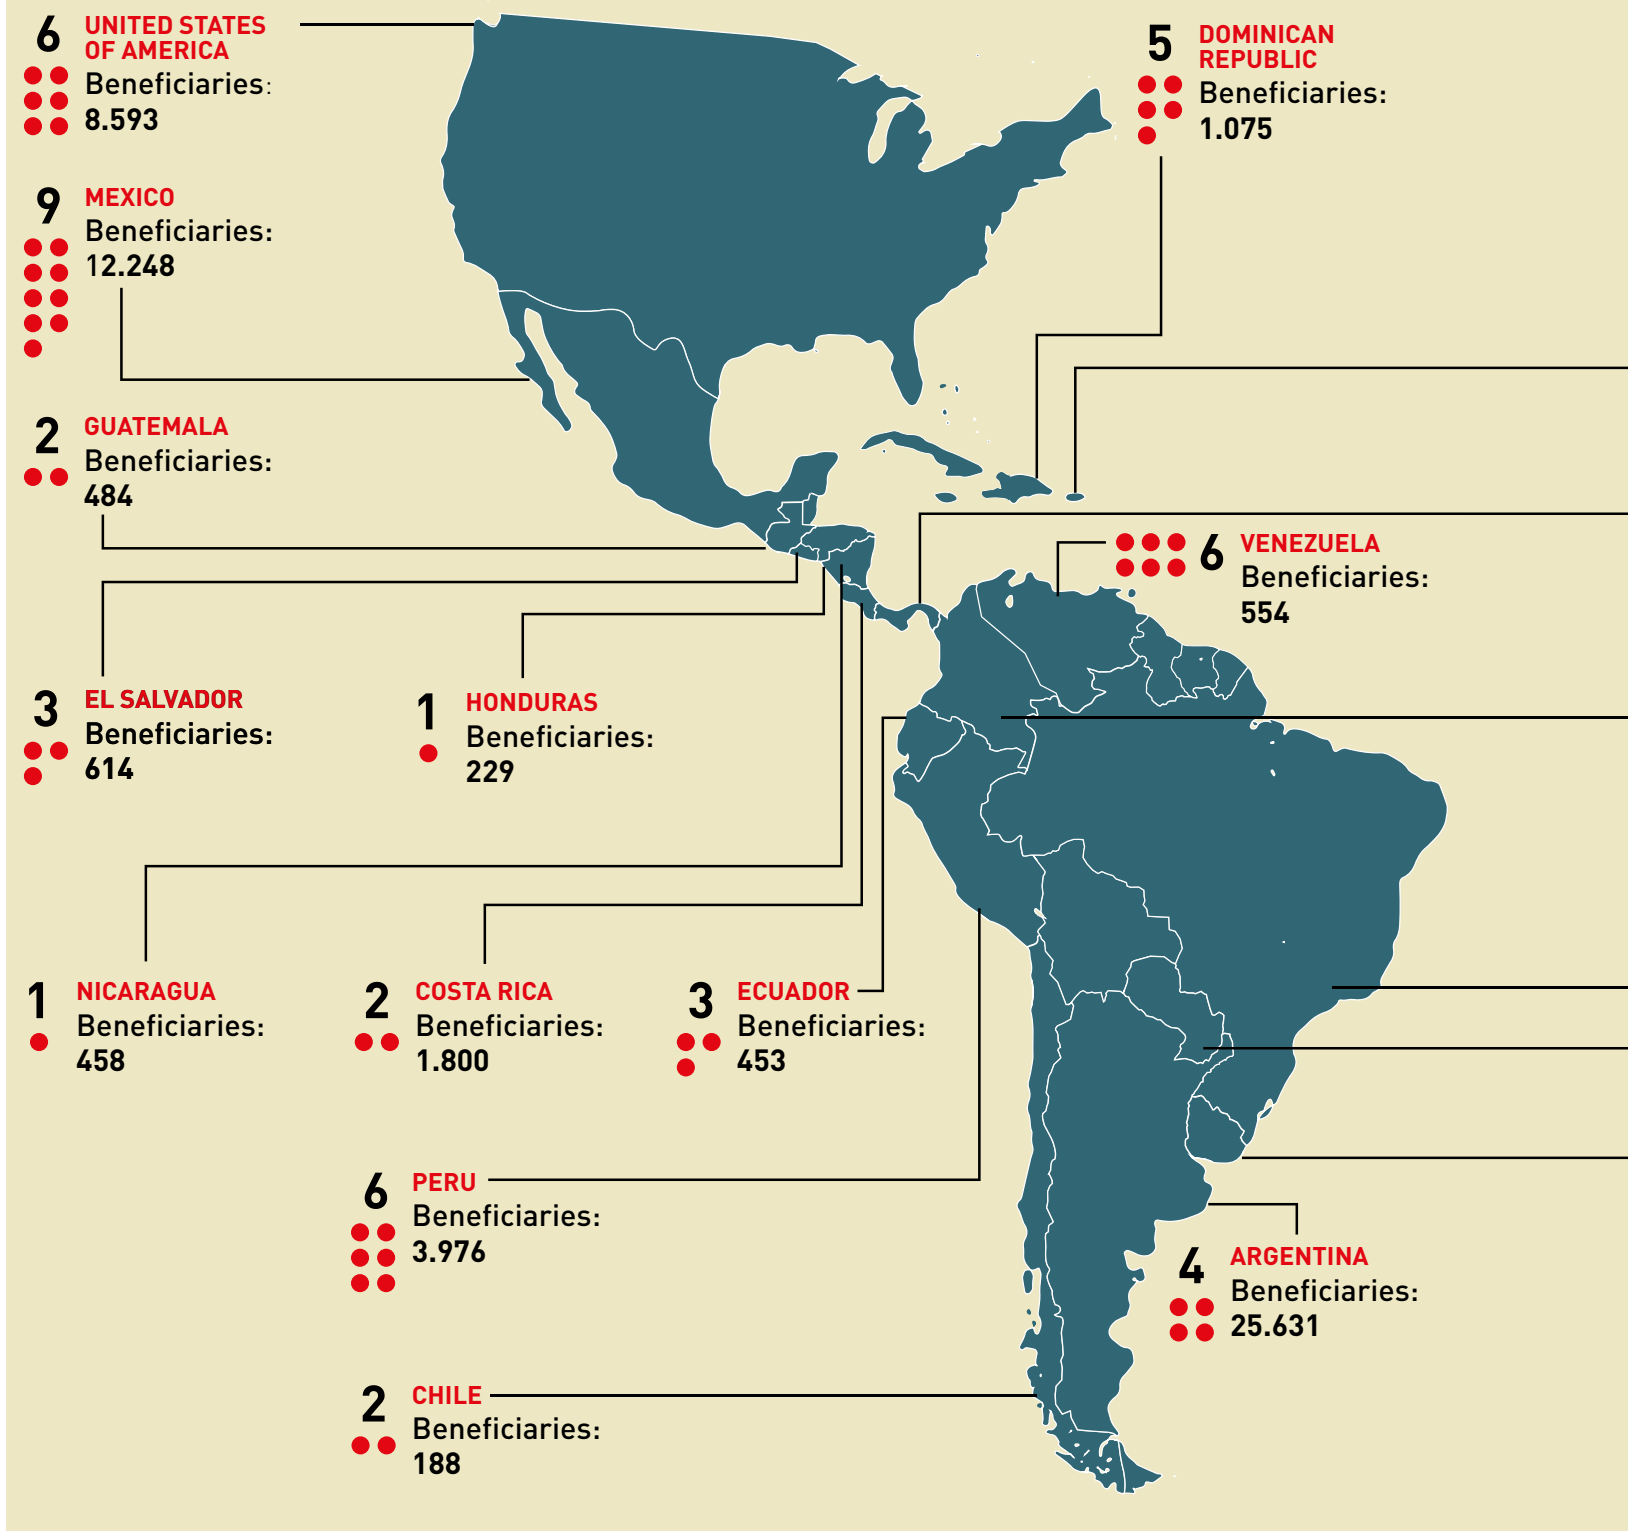 6
UNITED STATES
OF AMERICA
Beneficiaries:
8.593
5
DOMINICAN
REPUBLIC
Beneficiaries:
1.075
9
MEXICO
Beneficiaries:
12.248
2
GUATEMALA
Beneficiaries:
484
6
VENEZUELA
Beneficiaries:
554
3
EL SALVADOR
Beneficiaries:
614
1
HONDURAS
Beneficiaries:
229
1
NICARAGUA
Beneficiaries:
458
2
COSTA RICA
Beneficiaries:
1.800
3
ECUADOR
Beneficiaries:
453
6
PERU
Beneficiaries:
3.976
4
ARGENTINA
Beneficiaries:
25.631
2
CHILE
Beneficiaries:
188